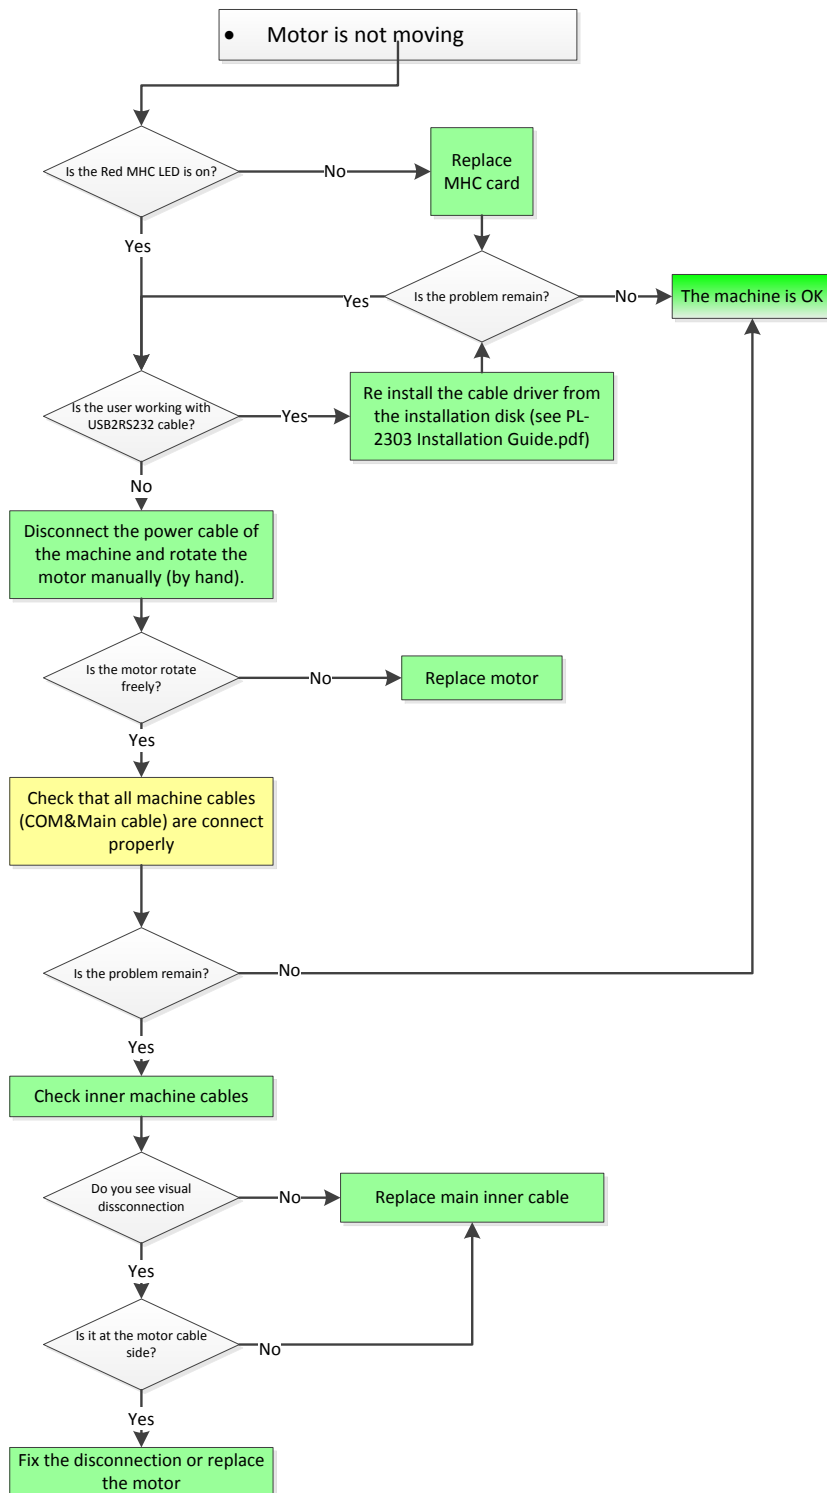 • Motor is not moving
Is the Red MHC LED is on?
No
Replace
MHC card
Yes
Is the problem remain?
Yes
No
The machine is OK
Is the user working with
USB2RS232 cable?
Yes
Re install the cable driver from
the installation disk (see PL-
2303 Installation Guide.pdf)
No
Disconnect the power cable of
the machine and rotate the
motor manually (by hand).
Is the motor rotate
freely?
No
Replace motor
Yes
Check that all machine cables
(COM&Main cable) are connect
properly
Is the problem remain?
No
Yes
Check inner machine cables
Do you see visual
dissconnection
No
Replace main inner cable
Yes
Is it at the motor cable
side?
No
Yes
Fix the disconnection or replace
the motor